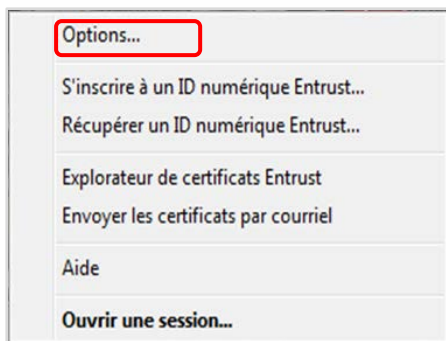 Options...
S'inscrire à un ID numérique Entrust...
Récupérer un ID numérique Entrust...
Explorateur de certificats Entrust
Envoyer les certificats par courriel
Aide
Ouvrir une session...